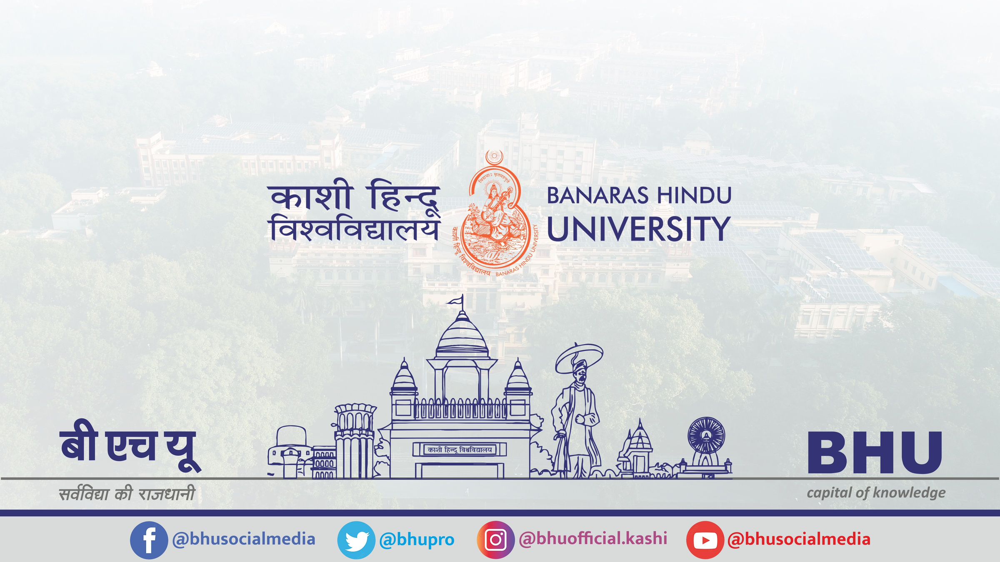 काशी हिन्दू
विश्वविद्यालय
विद्ययाऽ मृतमश्नुते
काशी हिन्दू विश्वविद्यालय BANARAS HINDU UNIVERSITY
BANARAS HINDU
UNIVERSITY
काशी हिन्दू विश्वविद्यालय
बी एच यू
सर्वविद्या की राजधानी
BHU
capital of knowledge
@bhusocialmedia
@bhupro
@bhuofficial.kashi
@bhusocialmedia